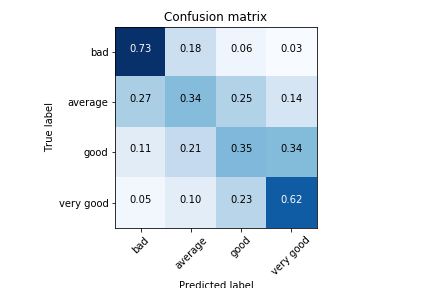 Confusion matrix
True label
bad 0.73 0.18 0.06 0.03
average 0.27 0.34 0.25 0.14
good 0.11 0.21 0.35 0.34
very good 0.05 0.10 0.23 0.62
bad average good very good
Predicted label